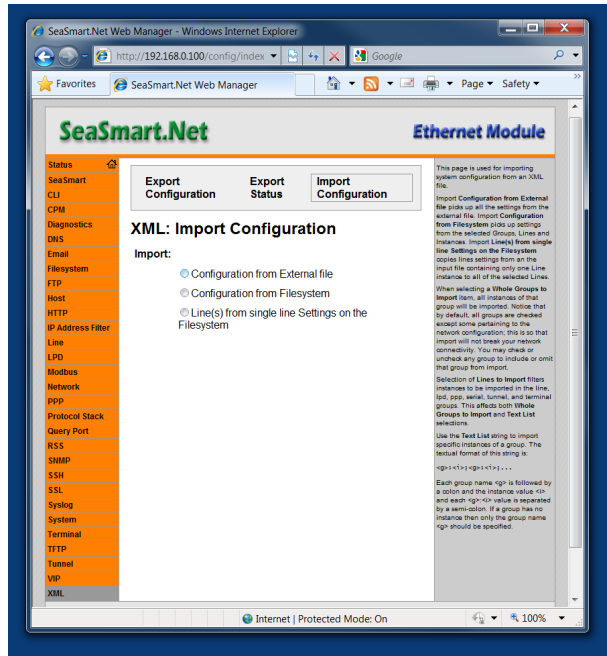 SeaSmart.Net Web Manager - Windows Internet Explorer
http://192.168.0.100/config/index
Google
Favorites
SeaSmart.Net Web Manager
Page
Safety
SeaSmart.Net
Ethernet Module
Status
SeaSmart
CLI
CPM
Diagnostics
DNS
Email
Filesystem
FTP
Host
HTTP
IP Address Filter
Line
LPD
Modbus
Network
PPP
Protocol Stack
Query Port
RSS
SNMP
SSH
SSL
Syslog
System
Terminal
TFTP
Tunnel
VIP
XML
Export
Configuration
Export
Status
Import
Configuration
XML: Import Configuration
Import:
Configuration from External file
Configuration from Filesystem
Line(s) from single line Settings on the
Filesystem
This page is used for importing
system configuration from an XML
file.
Import Configuration from External
file picks up all the settings from the
external file. Import Configuration
from Filesystem picks up settings
from the selected Groups, Lines and
Instances. Import Line(s) from single
line Settings on the Filesystem
copies lines settings from an the
input file containing only one Line
instance to all of the selected Lines.
When selecting a Whole Groups to
Import item, all instances of that
group will be imported. Notice that
by default, all groups are checked
except some pertaining to the
network configuration; this is so that
import will not break your network
connectivity. You may check or
uncheck any group to include or omit
that group from import.
Selection of Lines to Import filters
instances to be imported in the line,
lpd, ppp, serial, tunnel, and terminal
groups. This affects both Whole
Groups to Import and Text List
selections.
Use the Text List string to import
specific instances of a group. The
textual format of this string is:
<g>:<i>;<g>:<i>;...
Each group name <g> is followed by
a colon and the instance value <i>
and each <g>:<i> value is separated
by a semi-colon. If a group has no
instance then only the group name
<g> should be specified.
Internet | Protected Mode: On
100%